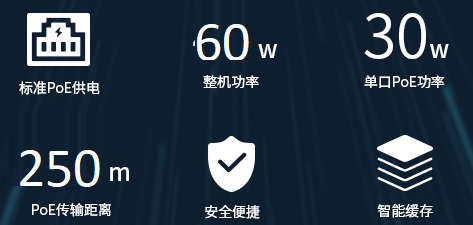 60 w
30w
标准PoE供电
整机功率
单口PoE功率
250 m
PoE传输距离
安全便捷
智能缓存